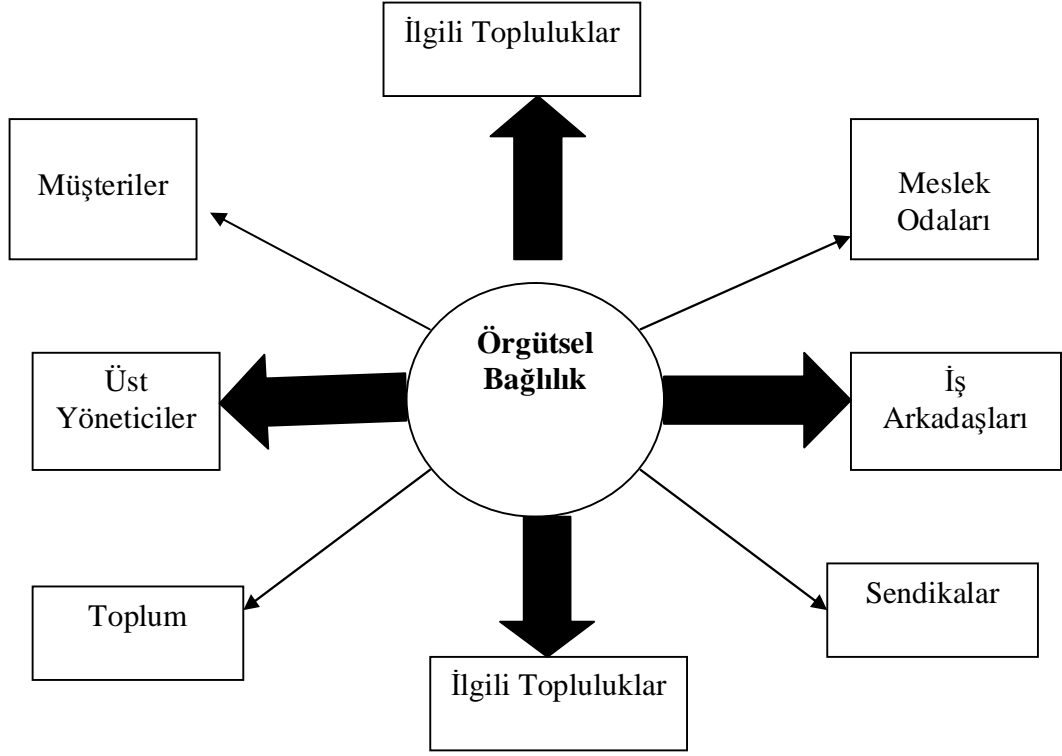 İlgili Topluluklar
Müşteriler
Meslek
Odaları
Örgütsel
Bağlılık
Üst
Yöneticiler
İş
Arkadaşları
Toplum
Sendikalar
İlgili Topluluklar